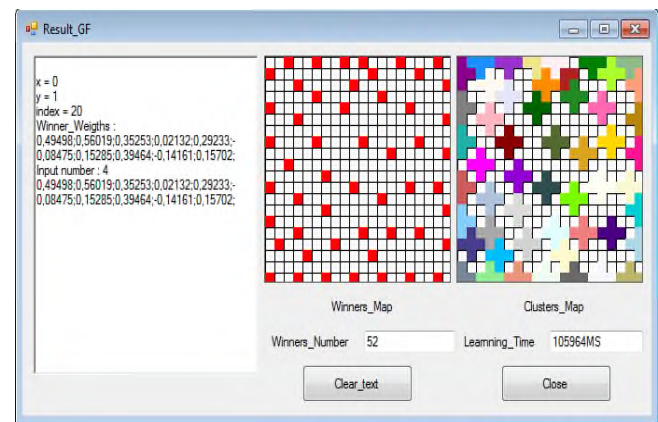 Result_GF
x = 0
y = 1
index = 20
Winner_Weigths :
0,49498;0,56019;0,35253;0,02132;0,29233;-
0,08475;0,15285;0,39464;-0,14161;0,15702;
Input number : 4
0,49498;0,56019;0,35253;0,02132;0,29233;-
0,08475;0,15285;0,39464;-0,14161;0,15702;
Winners_Map
Clusters_Map
Winners_Number 52
Learnning_Time 105964MS
Clear_text
Close